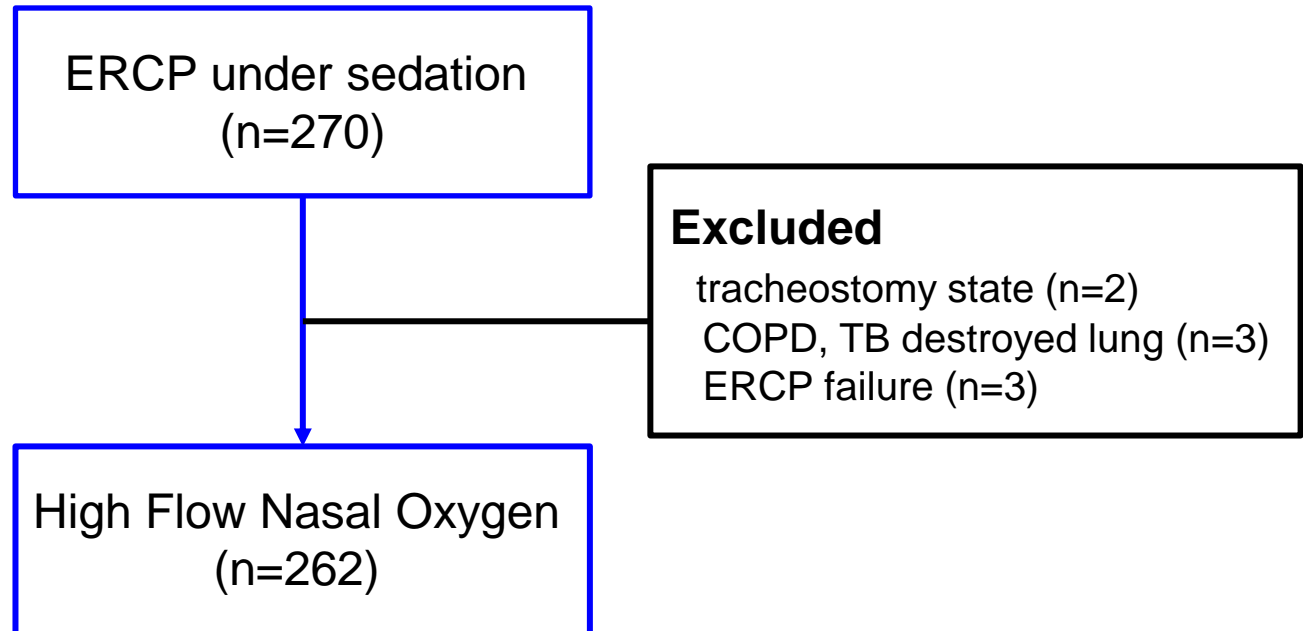 ERCP under sedation
(n=270)
Excluded
tracheostomy state (n=2)
COPD, TB destroyed lung (n=3)
ERCP failure (n=3)
High Flow Nasal Oxygen
(n=262)